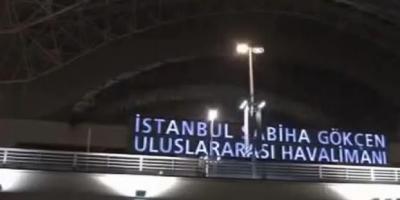 İSTANBUL SABİHA GÖKÇEN
ULUSLARARASI HAVALİMANI